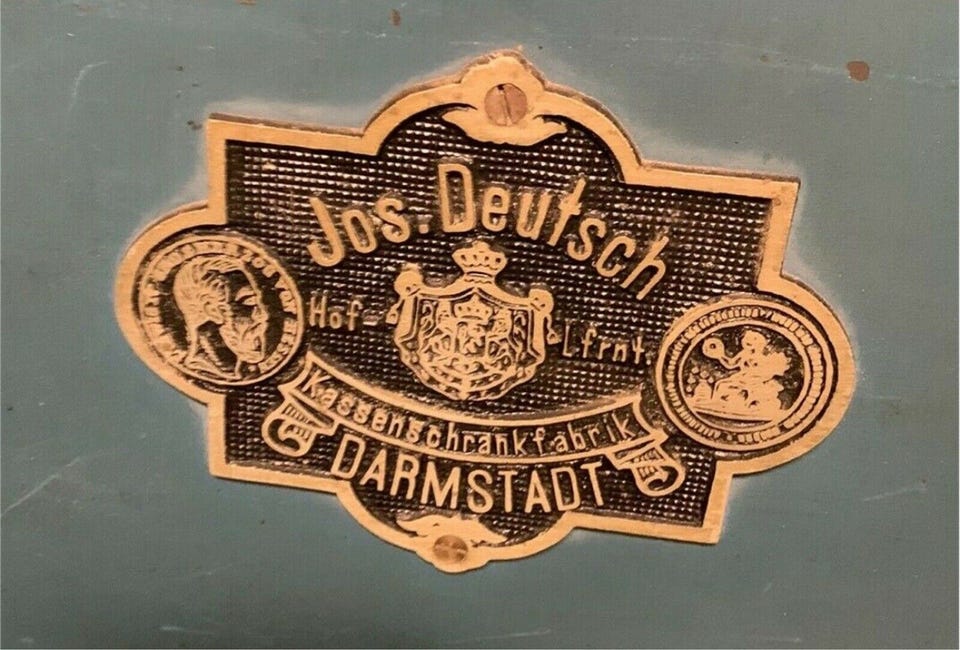 Jos. Deutsch
Hof- Lfrnt.
Kassenschrankfabrik
DARMSTADT